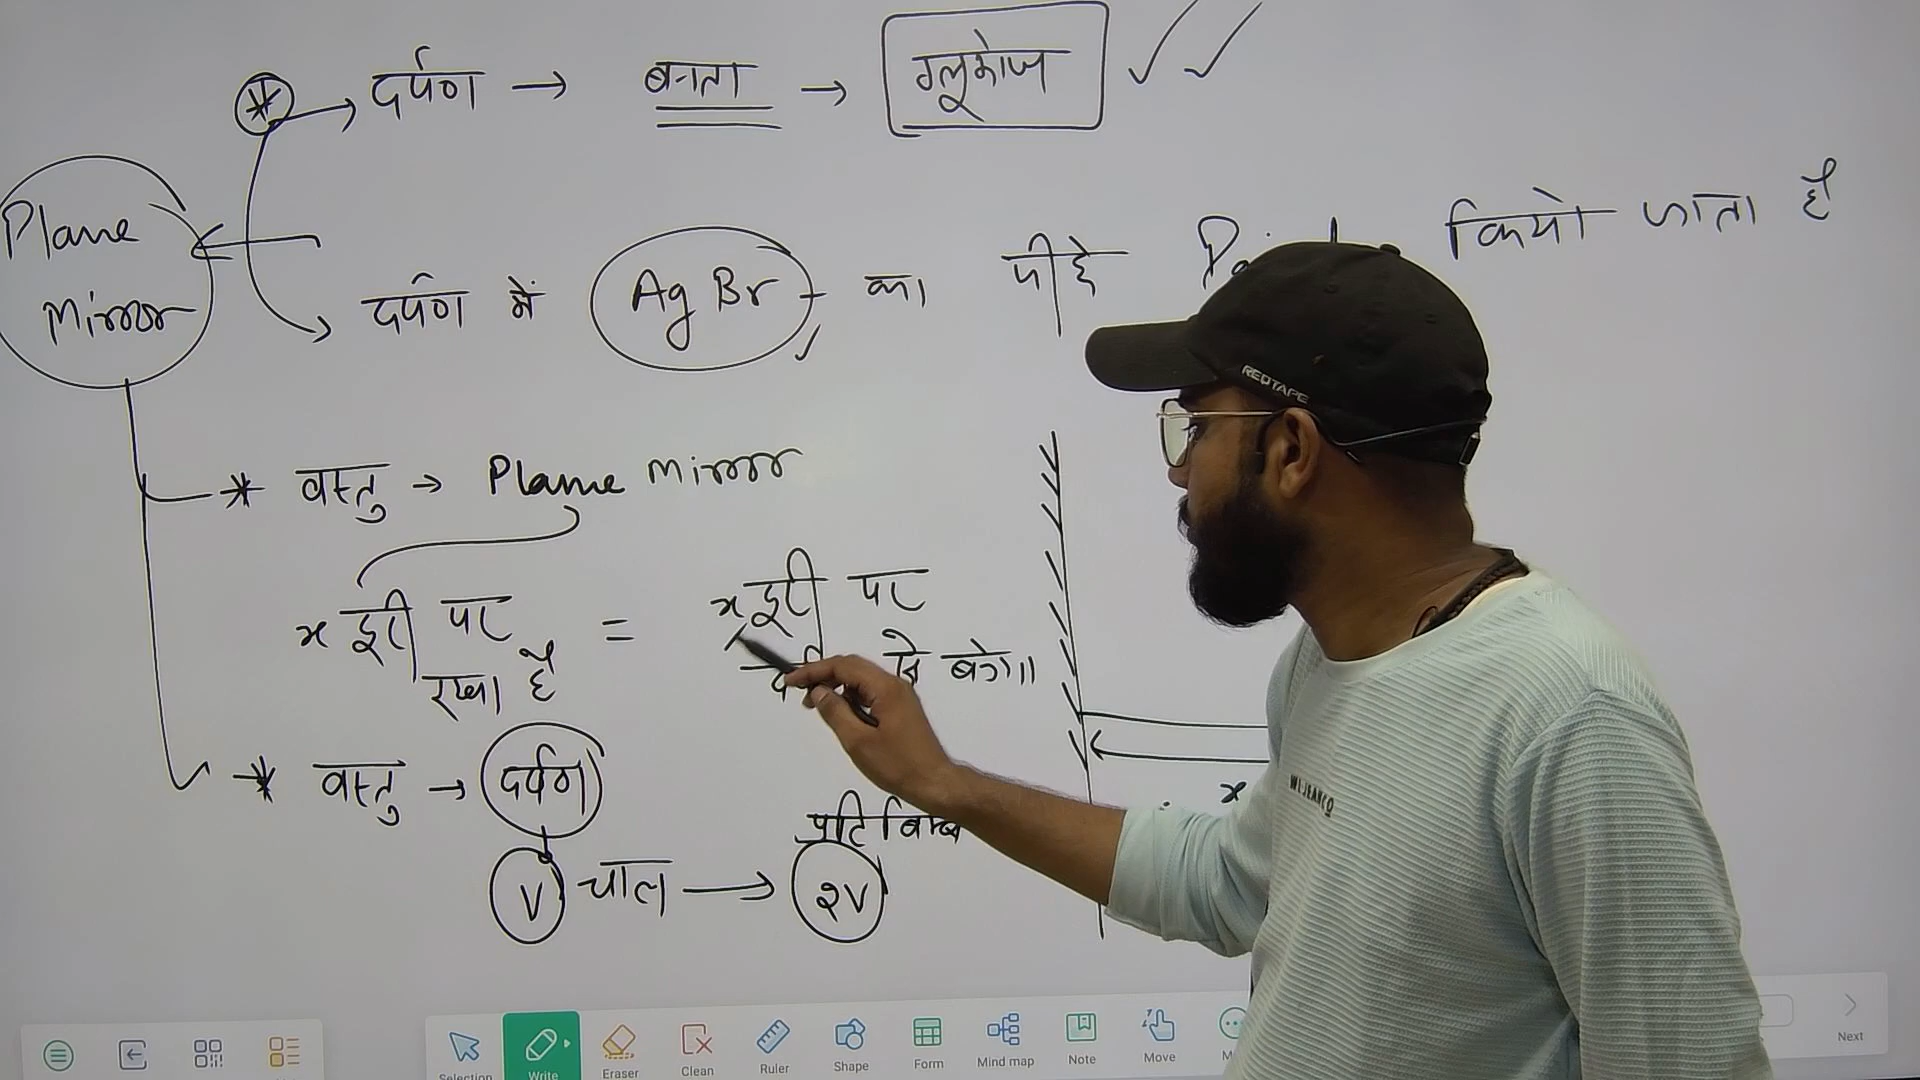 * → दर्पण → बनता → ग्लूकोज ✓✓
Plane
Mirror
दर्पण में AgBr का पीछे किया जाता है
* वस्तु → Plane Mirror
x दूरी पर = x दूरी पर
रखा है
से बनेगा
* वस्तु → दर्पण
प्रतिबिम्ब
V चाल → 2V
x
REDTAPE
Selection
Write
Eraser
Clean
Ruler
Shape
Form
Mind map
Note
Move
Next